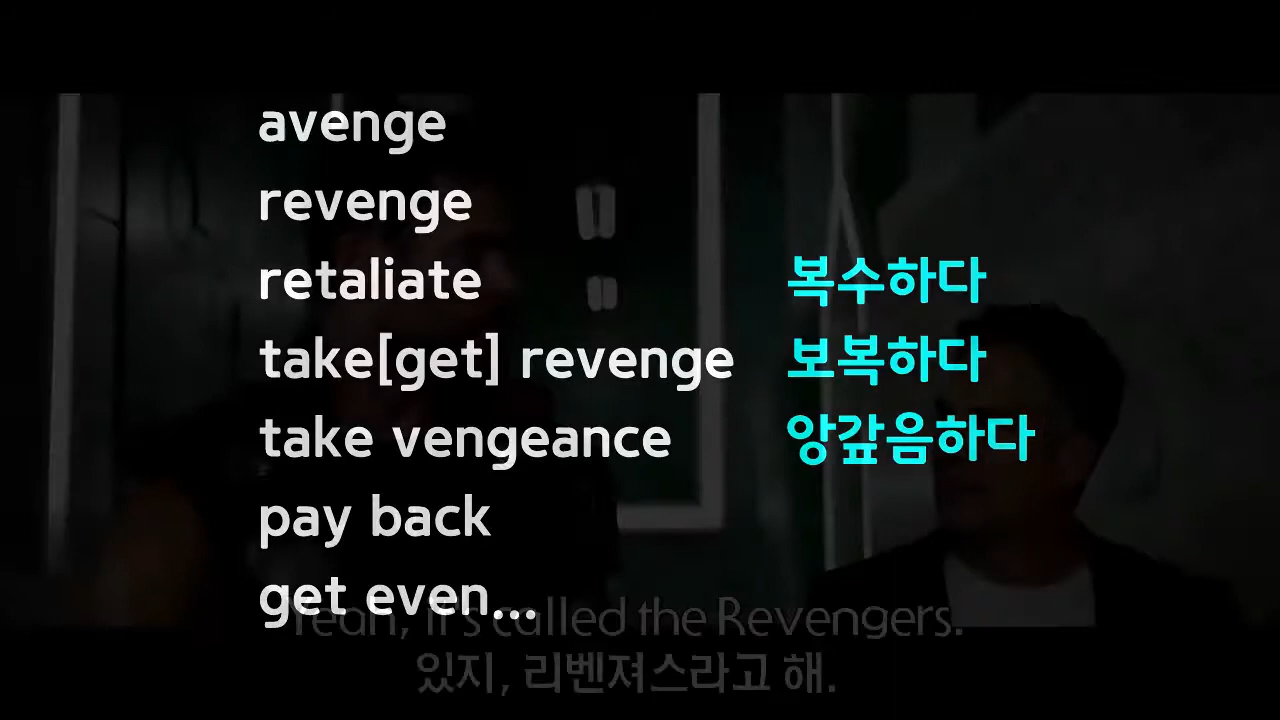 avenge
revenge
retaliate
복수하다
take[get] revenge
보복하다
take vengeance
앙갚음하다
pay back
get even...
Yeah, it's called the Revengers.
있지, 리벤져스라고 해.